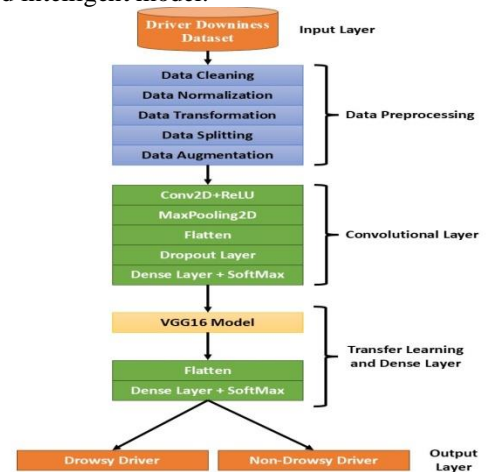 d intelligent model.
Driver Downiness
Dataset
Input Layer
Data Cleaning
Data Normalization
Data Transformation
Data Splitting
Data Augmentation
Data Preprocessing
Conv2D+ReLU
MaxPooling2D
Flatten
Dropout Layer
Dense Layer + SoftMax
Convolutional Layer
VGG16 Model
Flatten
Dense Layer + SoftMax
Transfer Learning
and Dense Layer
Drowsy Driver
Non-Drowsy Driver
Output
Layer